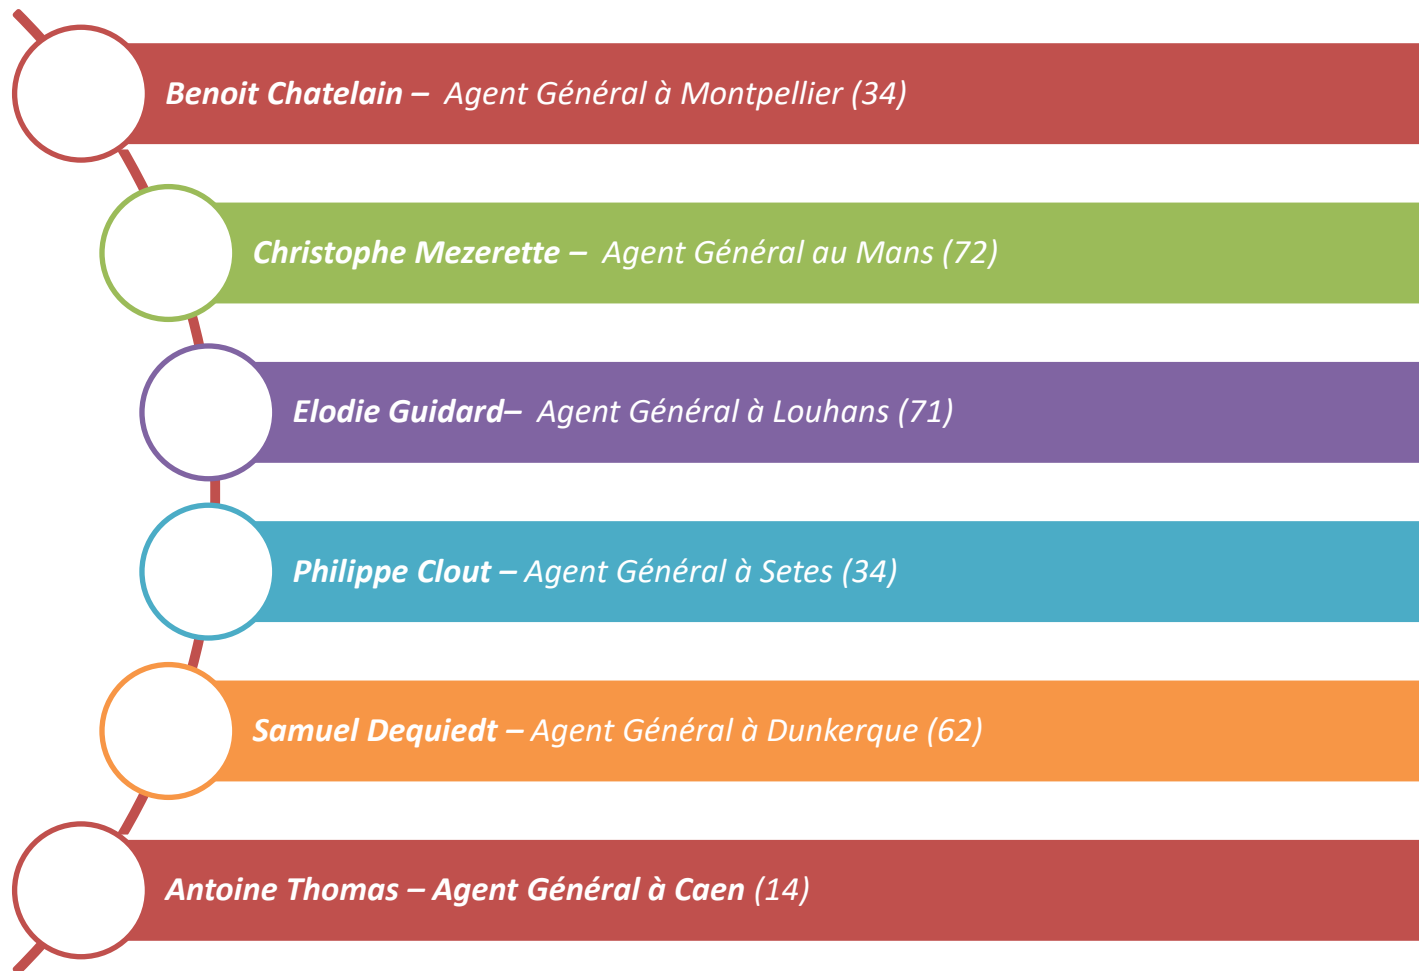 Benoit Chatelain – Agent Général à Montpellier (34)
Christophe Mezerette – Agent Général au Mans (72)
Elodie Guidard– Agent Général à Louhans (71)
Philippe Clout – Agent Général à Setes (34)
Samuel Dequiedt – Agent Général à Dunkerque (62)
Antoine Thomas – Agent Général à Caen (14)